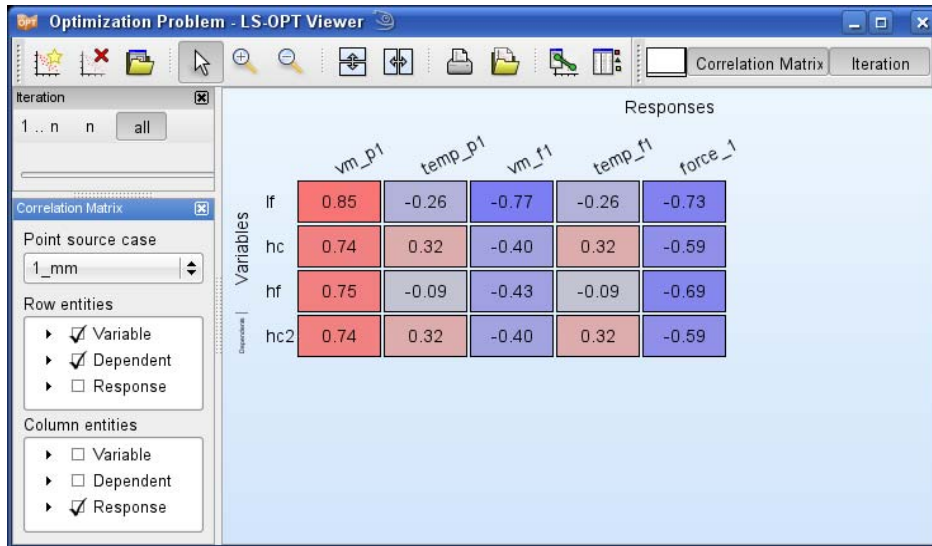 OPT Optimization Problem - LS-OPT Viewer
Correlation Matrix Iteration
Iteration
1 .. n n all
Correlation Matrix
Point source case
1_mm
Row entities
Variable
Dependent
Response
Column entities
Variable
Dependent
Response
Responses
vm_p1 temp_p1 vm_f1 temp_f1 force_1
Variables
Dependents
lf 0.85 -0.26 -0.77 -0.26 -0.73
hc 0.74 0.32 -0.40 0.32 -0.59
hf 0.75 -0.09 -0.43 -0.09 -0.69
hc2 0.74 0.32 -0.40 0.32 -0.59